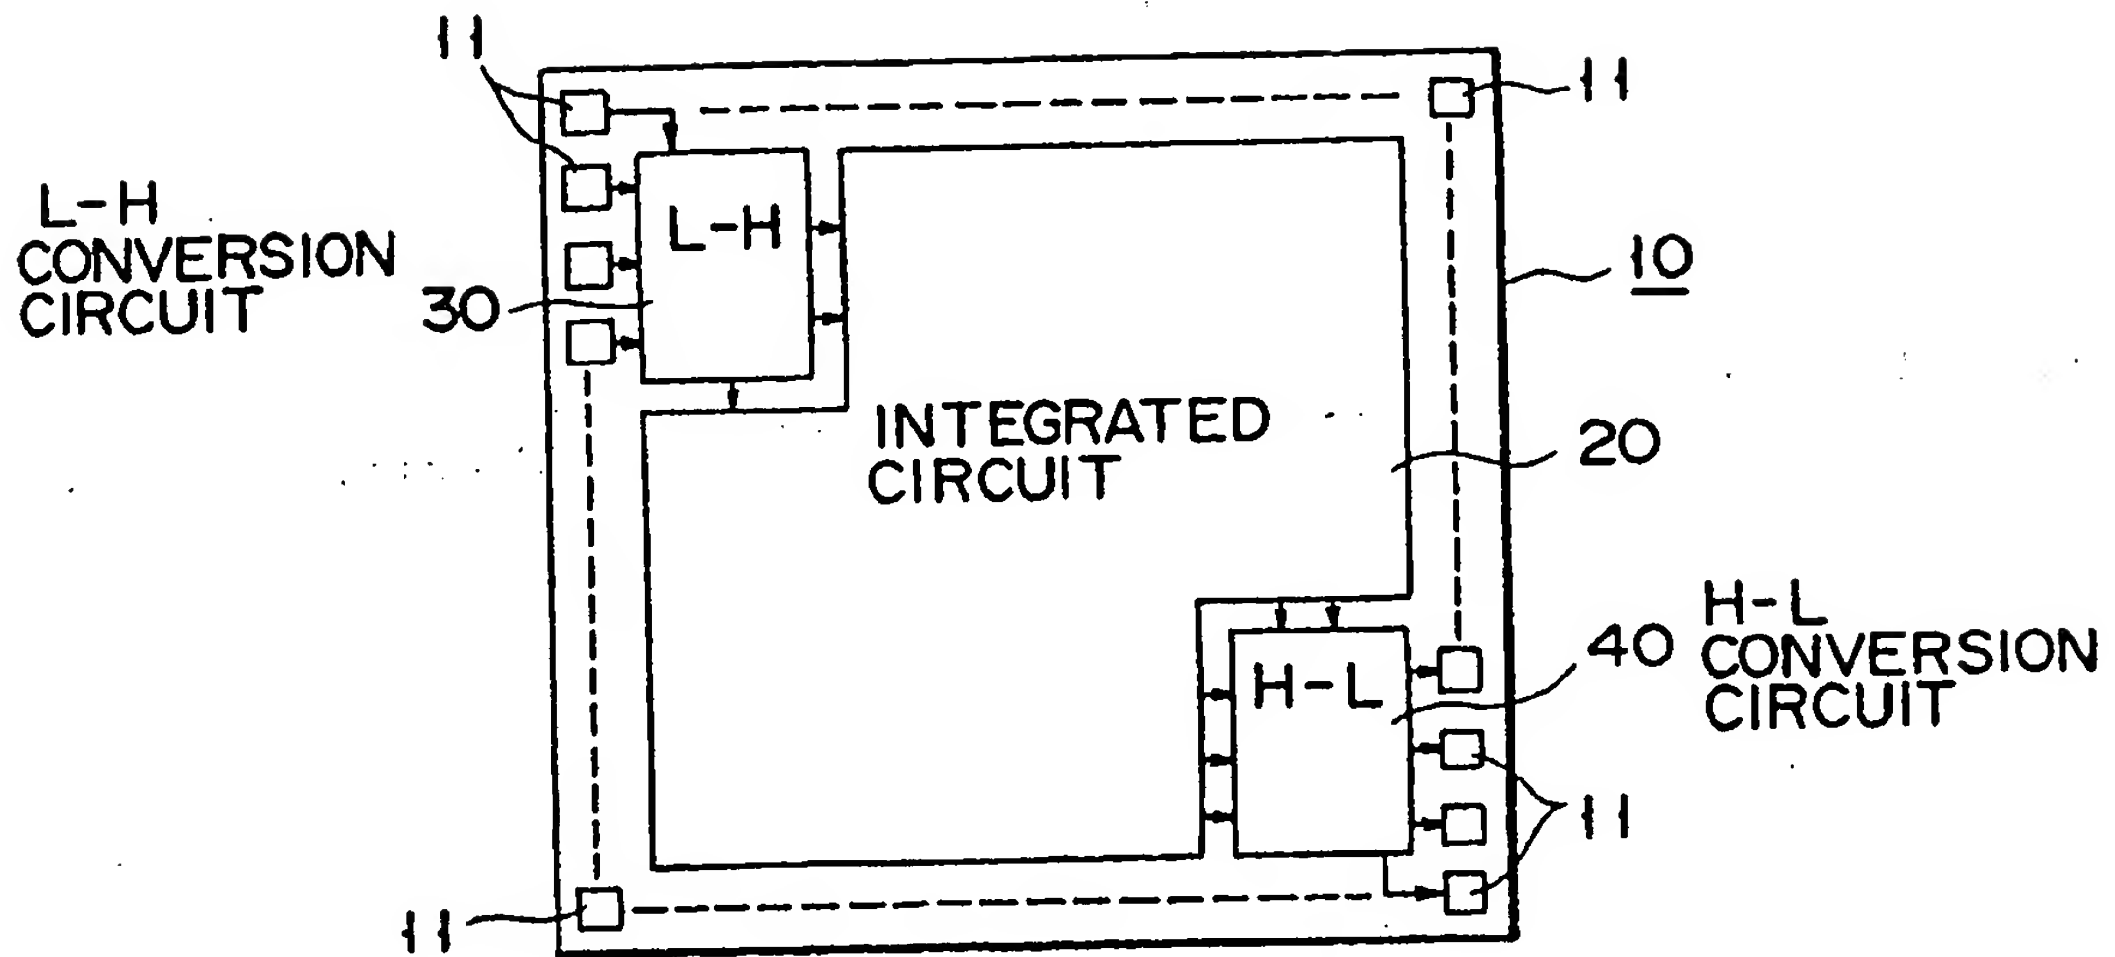 11
11
L-H
CONVERSION
CIRCUIT
L-H
30
10
INTEGRATED
CIRCUIT
20
H-L
40
H-L
CONVERSION
CIRCUIT
11
11